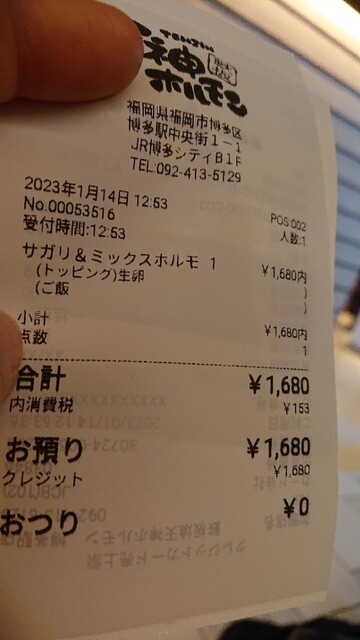 TENJIN
神
ホルモン
福岡県福岡市博多区
博多駅中央街1-1
JR博多シティB1F
TEL:092-413-5129
2023年1月14日 12:53
No.00053516 POS:002
受付時間:12:53 人数:1
サガリ&ミックスホルモ 1 ¥1,680内
(トッピング)生卵 )
(ご飯 )
小計 ¥1,680内
点数 1
合計 ¥1,680
内消費税 ¥153
お預り ¥1,680
クレジット ¥1,680
おつり ¥0